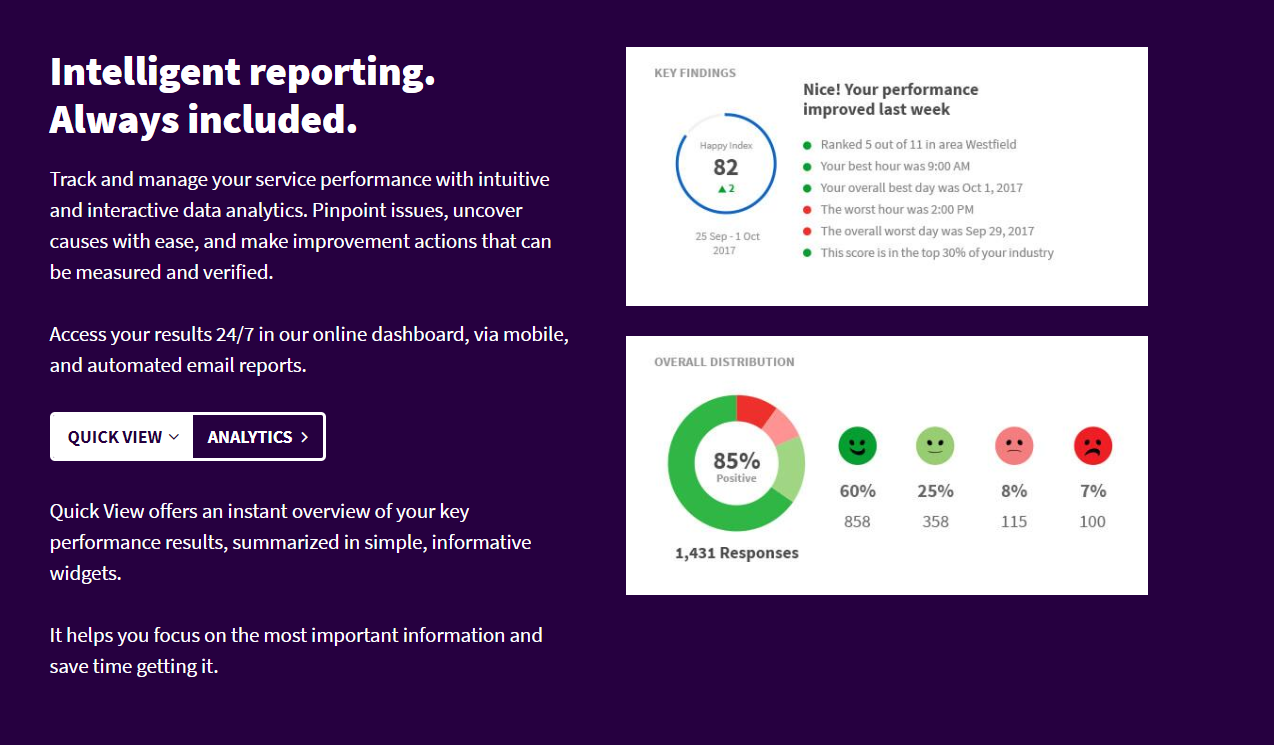 Intelligent reporting.
Always included.
Track and manage your service performance with intuitive
and interactive data analytics. Pinpoint issues, uncover
causes with ease, and make improvement actions that can
be measured and verified.
Access your results 24/7 in our online dashboard, via mobile,
and automated email reports.
QUICK VIEW
ANALYTICS
Quick View offers an instant overview of your key
performance results, summarized in simple, informative
widgets.
It helps you focus on the most important information and
save time getting it.
KEY FINDINGS
Happy Index
82
▲2
25 Sep - 1 Oct
2017
Nice! Your performance
improved last week
Ranked 5 out of 11 in area Westfield
Your best hour was 9:00 AM
Your overall best day was Oct 1, 2017
The worst hour was 2:00 PM
The overall worst day was Sep 29, 2017
This score is in the top 30% of your industry
OVERALL DISTRIBUTION
85%
Positive
1,431 Responses
60% 25% 8% 7%
858 358 115 100